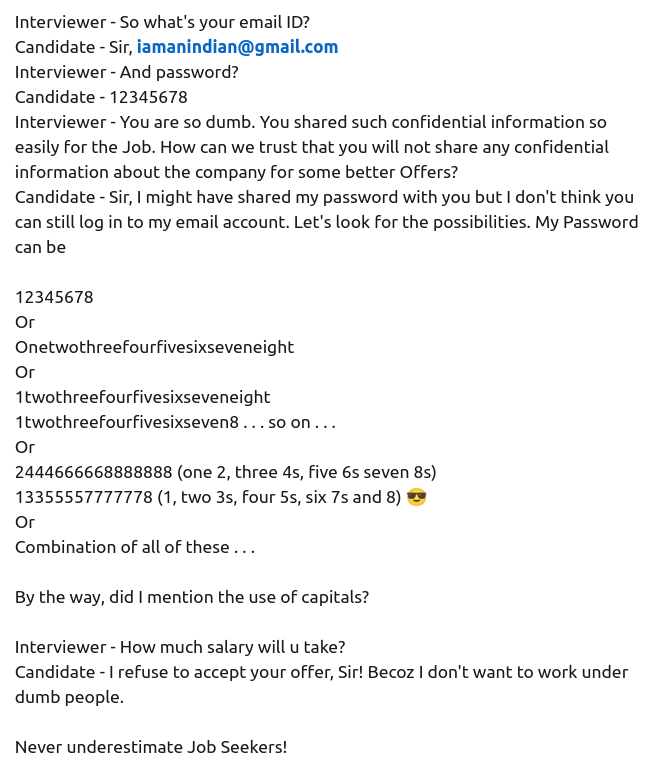 Interviewer - So what's your email ID?
Candidate - Sir, iamanindian@gmail.com
Interviewer - And password?
Candidate - 12345678
Interviewer - You are so dumb. You shared such confidential information so
easily for the Job. How can we trust that you will not share any confidential
information about the company for some better Offers?
Candidate - Sir, I might have shared my password with you but I don't think you
can still log in to my email account. Let's look for the possibilities. My Password
can be
12345678
Or
Onetwothreefourfivesixseveneight
Or
1twothreefourfivesixseveneight
1twothreefourfivesixseven8 . . . so on . . .
Or
2444666668888888 (one 2, three 4s, five 6s seven 8s)
13355557777778 (1, two 3s, four 5s, six 7s and 8) 😎
Or
Combination of all of these . . .
By the way, did I mention the use of capitals?
Interviewer - How much salary will u take?
Candidate - I refuse to accept your offer, Sir! Becoz I don't want to work under
dumb people.
Never underestimate Job Seekers!